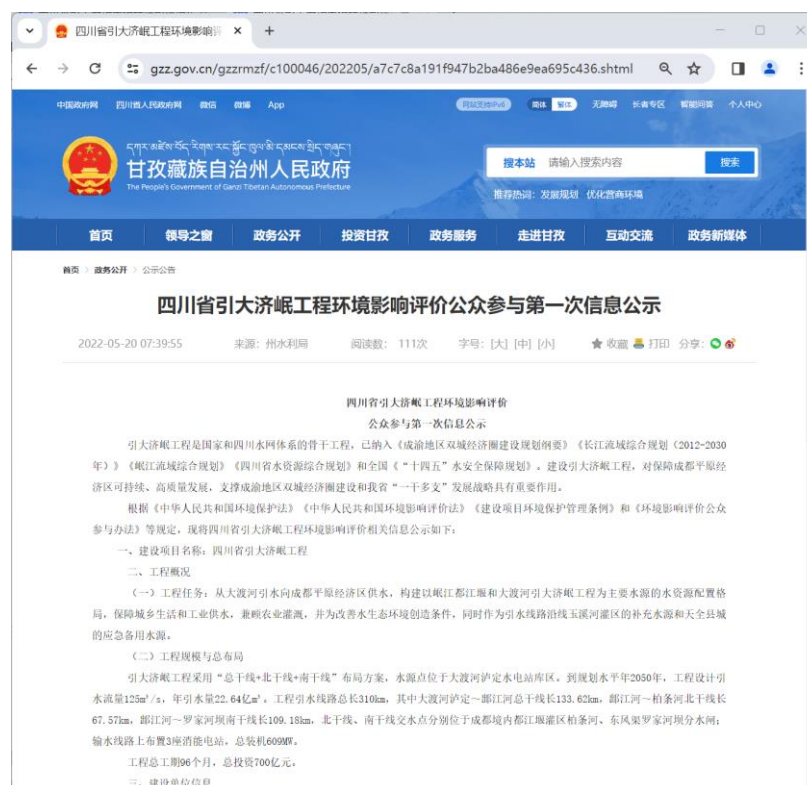 四川省引大济岷工程环境影响评
gzz.gov.cn/gzzrmzf/c100046/202205/a7c7c8a191f947b2ba486e9ea695c436.shtml
中国政府网 四川省人民政府网 微信 微博 App 网站支持IPv6 简体 繁体 无障碍 长者专区 智能问答 个人中心
甘孜藏族自治州人民政府
The People's Government of Ganzi Tibetan Autonomous Prefecture
搜本站 请输入搜索内容 搜索
推荐热词：发展规划 优化营商环境
首页 领导之窗 政务公开 投资甘孜 政务服务 走进甘孜 互动交流 政务新媒体
首页 〉 政务公开 〉 公示公告
四川省引大济岷工程环境影响评价公众参与第一次信息公示
2022-05-20 07:39:55 来源：州水利局 阅读数：111次 字号：[大] [中] [小] 收藏 打印 分享：
四川省引大济岷工程环境影响评价
公众参与第一次信息公示
引大济岷工程是国家和四川水网体系的骨干工程，已纳入《成渝地区双城经济圈建设规划纲要》《长江流域综合规划（2012-2030
年）》《岷江流域综合规划》《四川省水资源综合规划》和全国《“十四五”水安全保障规划》。建设引大济岷工程，对保障成都平原经
济区可持续、高质量发展，支撑成渝地区双城经济圈建设和我省“一干多支”发展战略具有重要作用。
根据《中华人民共和国环境保护法》《中华人民共和国环境影响评价法》《建设项目环境保护管理条例》和《环境影响评价公众
参与办法》等规定，现将四川省引大济岷工程环境影响评价相关信息公示如下：
一、建设项目名称：四川省引大济岷工程
二、工程概况
（一）工程任务：从大渡河引水向成都平原经济区供水，构建以岷江都江堰和大渡河引大济岷工程为主要水源的水资源配置格
局，保障城乡生活和工业供水，兼顾农业灌溉，并为改善水生态环境创造条件，同时作为引水线路沿线玉溪河灌区的补充水源和天全县城
的应急备用水源。
（二）工程规模与总布局
引大济岷工程采用“总干线+北干线+南干线”布局方案，水源点位于大渡河泸定水电站库区。到规划水平年2050年，工程设计引
水流量125m³/s，年引水量22.64亿m³。工程引水线路总长310km，其中大渡河泸定～䢺江河总干线长133.62km，䢺江河～柏条河北干线长
67.57km，䢺江河～罗家河坝南干线长109.18km，北干线、南干线交水点分别位于成都境内都江堰灌区柏条河、东风渠罗家河坝分水闸；
输水线路上布置3座消能电站，总装机609MW。
工程总工期96个月，总投资700亿元。
三、建设单位信息